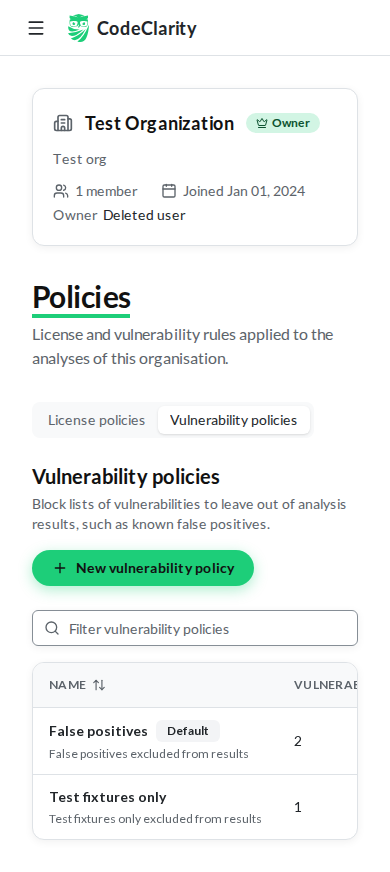 CodeClarity
Test Organization Owner
Test org
1 member Joined Jan 01, 2024
Owner Deleted user
Policies
License and vulnerability rules applied to the
analyses of this organisation.
License policies Vulnerability policies
Vulnerability policies
Block lists of vulnerabilities to leave out of analysis
results, such as known false positives.
New vulnerability policy
Filter vulnerability policies
NAME
False positives Default 2
False positives excluded from results
Test fixtures only 1
Test fixtures only excluded from results